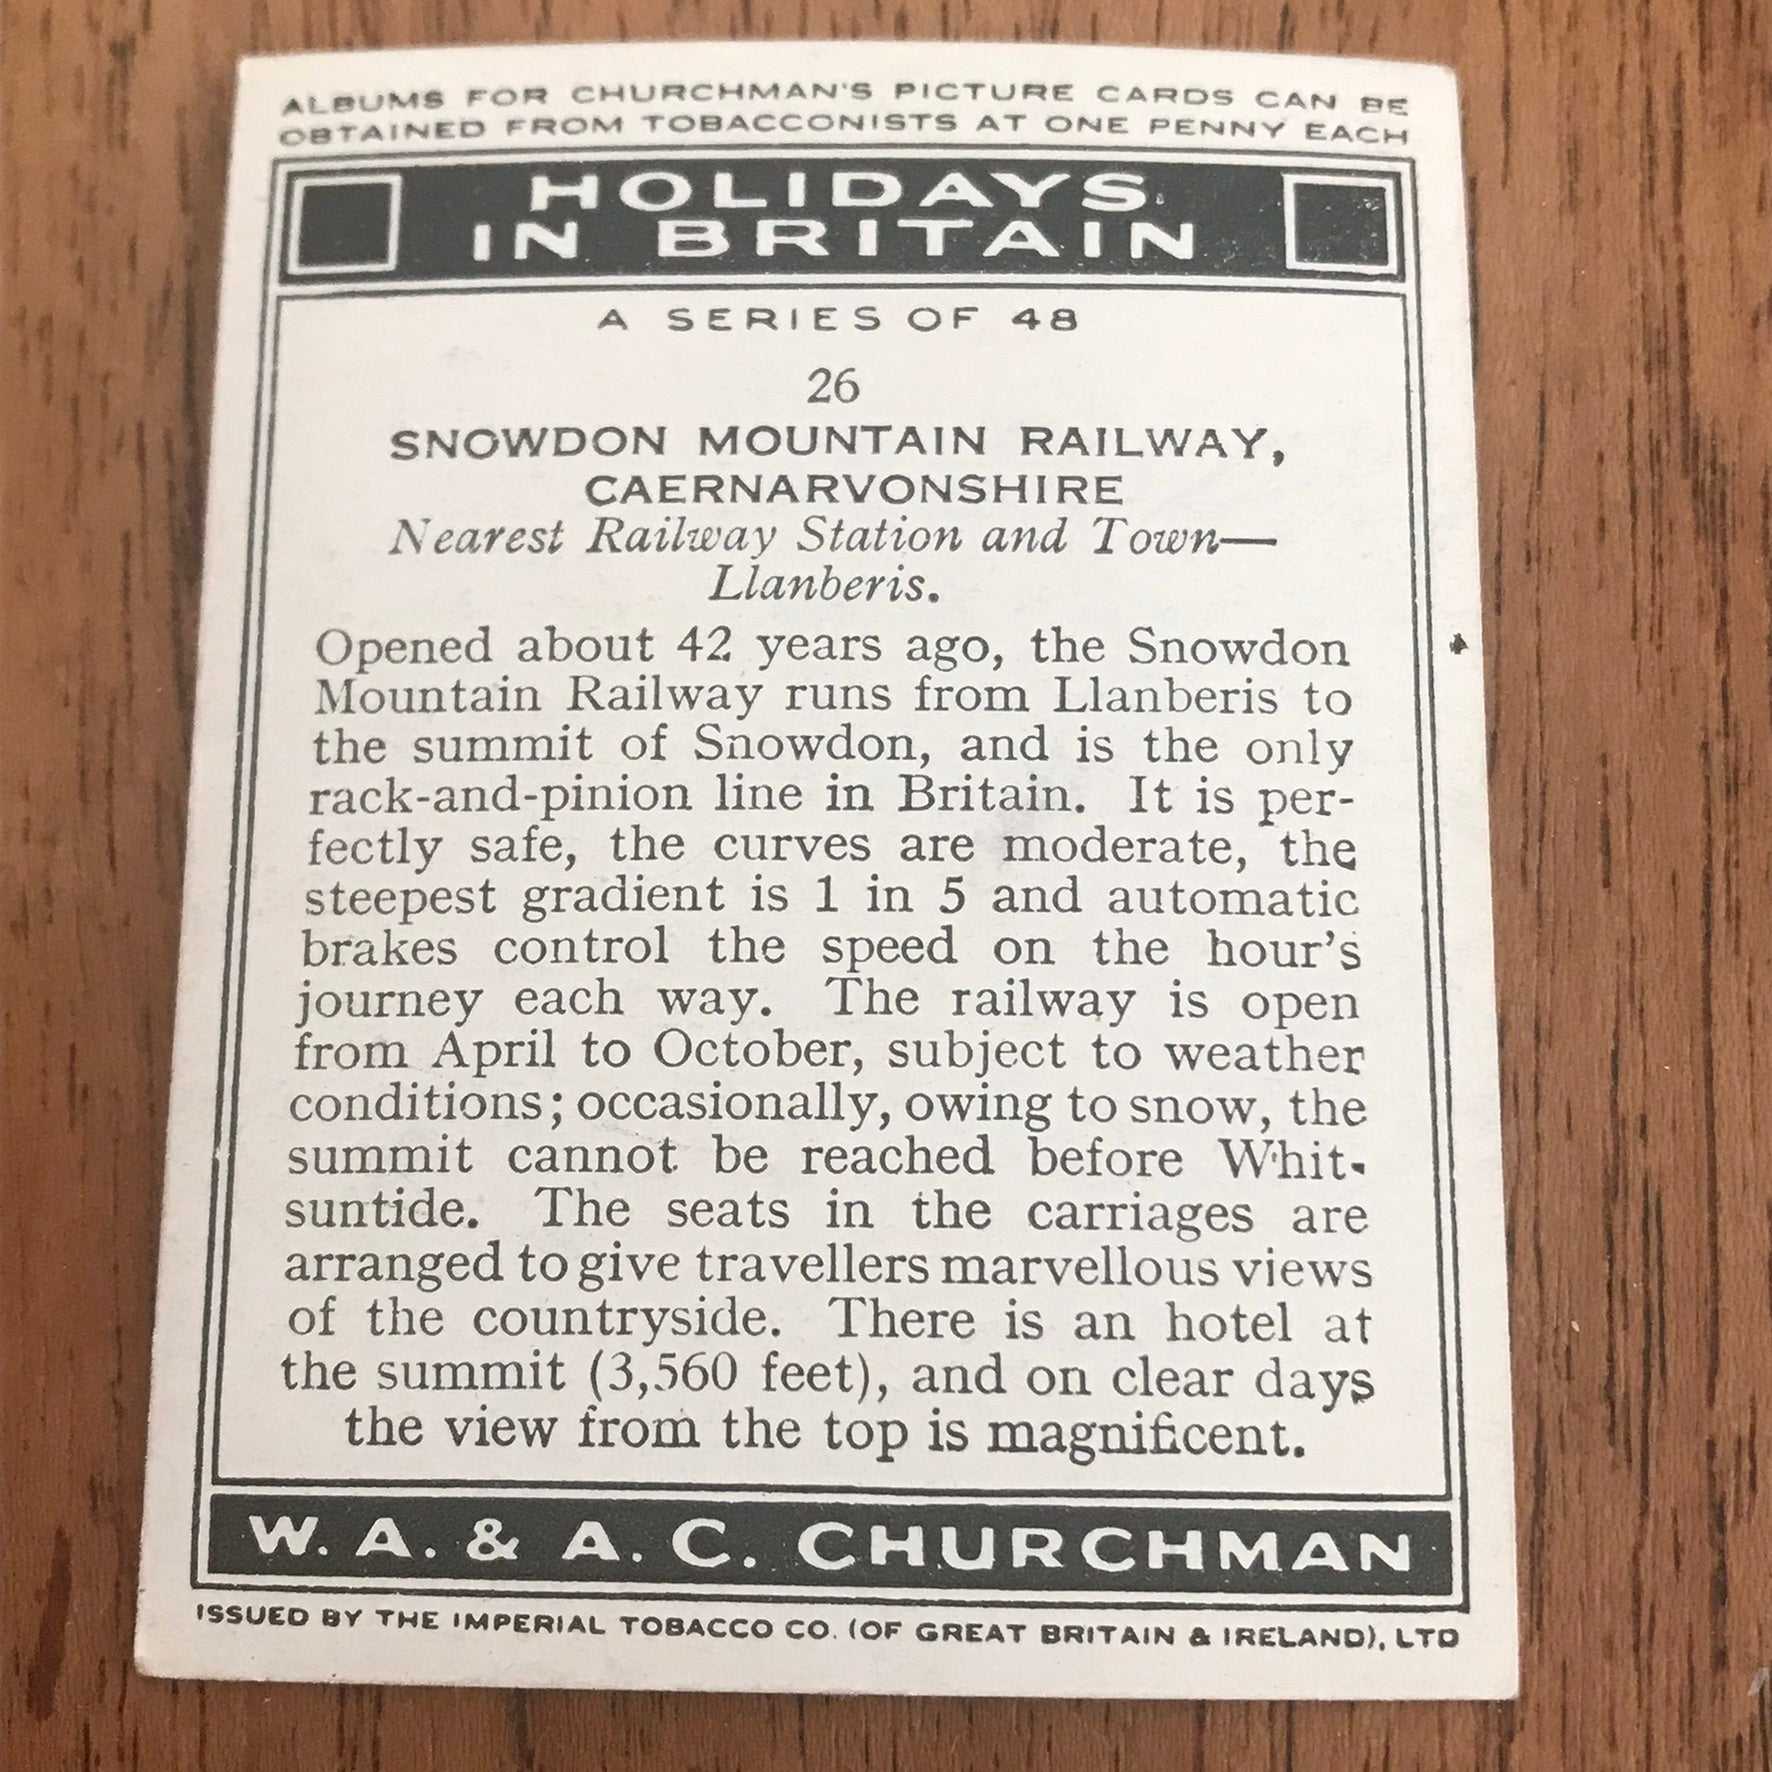 ALBUMS FOR CHURCHMAN'S PICTURE CARDS CAN BE
OBTAINED FROM TOBACCONISTS AT ONE PENNY EACH
HOLIDAYS
IN BRITAIN
A SERIES OF 48
26
SNOWDON MOUNTAIN RAILWAY,
CAERNARVONSHIRE
Nearest Railway Station and Town—
Llanberis.
Opened about 42 years ago, the Snowdon
Mountain Railway runs from Llanberis to
the summit of Snowdon, and is the only
rack-and-pinion line in Britain. It is per-
fectly safe, the curves are moderate, the
steepest gradient is 1 in 5 and automatic
brakes control the speed on the hour's
journey each way. The railway is open
from April to October, subject to weather
conditions; occasionally, owing to snow, the
summit cannot be reached before Whit-
suntide. The seats in the carriages are
arranged to give travellers marvellous views
of the countryside. There is an hotel at
the summit (3,560 feet), and on clear days
the view from the top is magnificent.
W. A. & A. C. CHURCHMAN
ISSUED BY THE IMPERIAL TOBACCO CO. (OF GREAT BRITAIN & IRELAND), LTD